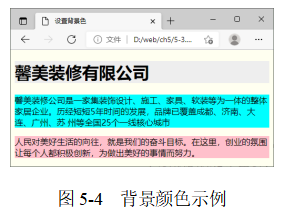 设置背景色
文件 D:/web/ch5/5-3....
馨美装修有限公司
馨美装修公司是一家集装饰设计、施工、家具、软装等为一体的整体
家居企业。历经短短5年时间的发展，品牌已覆盖成都、济南、大
连、广州、苏 州等全国25个一线核心城市
人民对美好生活的向往，就是我们的奋斗目标。在这里，创业的氛围
让每个人都积极创新，为做出美好的事情而努力。
图 5-4 背景颜色示例